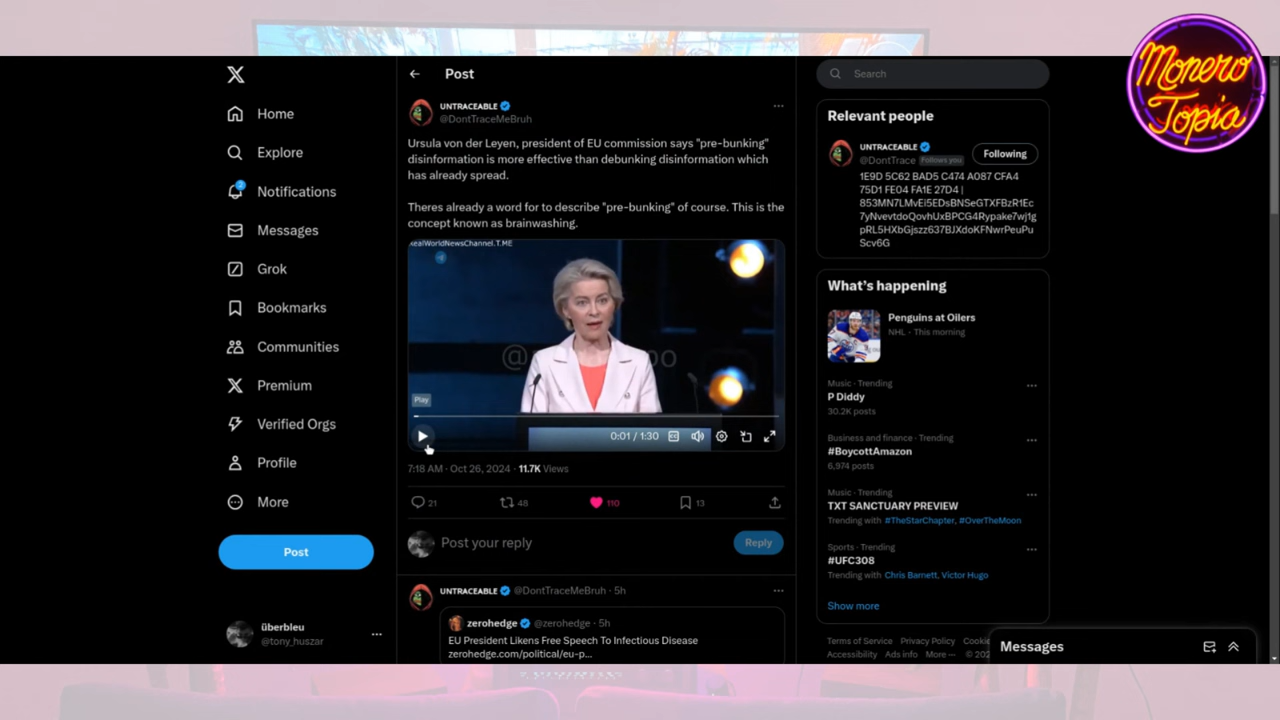 Monero
Topia
Home
Explore
Notifications
Messages
Grok
Bookmarks
Communities
Premium
Verified Orgs
Profile
More
Post
überbleu
@tony_huszar
Post
UNTRACEABLE
@DontTraceMeBruh
Ursula von der Leyen, president of EU commission says "pre-bunking"
disinformation is more effective than debunking disinformation which
has already spread.
Theres already a word for to describe "pre-bunking" of course. This is the
concept known as brainwashing.
RealWorldNewsChannel.T.ME
Play
0:01 / 1:30
7:18 AM · Oct 26, 2024 · 11.7K Views
21
48
110
13
Post your reply
Reply
UNTRACEABLE @DontTraceMeBruh · 5h
zerohedge @zerohedge · 5h
EU President Likens Free Speech To Infectious Disease
zerohedge.com/political/eu-p...
Search
Relevant people
UNTRACEABLE
@DontTrace Follows you
Following
1E9D 5C62 BAD5 C474 A087 CFA4
75D1 FE04 FA1E 27D4 |
853MN7LMvEi5EDsBNSeGTXFBzR1Ec
7yNvevtdoQovhUxBPCG4Rypake7wj1g
pRL5HXbGjszz637BJXdoKFNwrPeuPu
Scv6G
What's happening
Penguins at Oilers
NHL · This morning
Music · Trending
P Diddy
30.2K posts
Business and finance · Trending
#BoycottAmazon
6,974 posts
Music · Trending
TXT SANCTUARY PREVIEW
Trending with #TheStarChapter, #OverTheMoon
Sports · Trending
#UFC308
Trending with Chris Barnett, Victor Hugo
Show more
Terms of Service Privacy Policy
Accessibility Ads info More ···
Messages